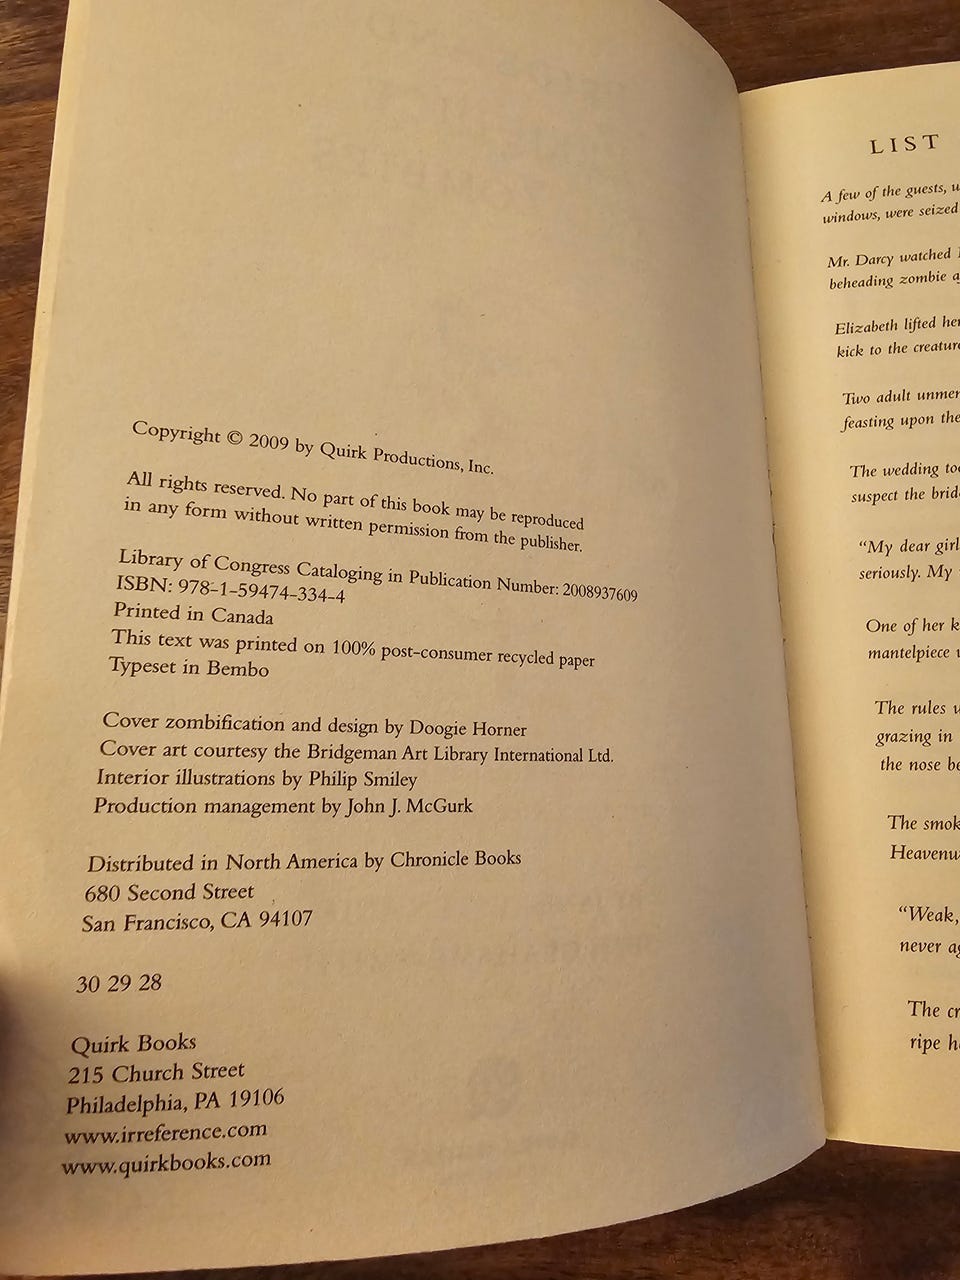 Copyright © 2009 by Quirk Productions, Inc.
All rights reserved. No part of this book may be reproduced
in any form without written permission from the publisher.
Library of Congress Cataloging in Publication Number: 2008937609
ISBN: 978-1-59474-334-4
Printed in Canada
This text was printed on 100% post-consumer recycled paper
Typeset in Bembo
Cover zombification and design by Doogie Horner
Cover art courtesy the Bridgeman Art Library International Ltd.
Interior illustrations by Philip Smiley
Production management by John J. McGurk
Distributed in North America by Chronicle Books
680 Second Street
San Francisco, CA 94107
30 29 28
Quirk Books
215 Church Street
Philadelphia, PA 19106
www.irreference.com
www.quirkbooks.com
LIST
A few of the guests,
windows, were seized
Mr. Darcy watched
beheading zombie
Elizabeth lifted her
kick to the
Two adult
feasting upon the
The wedding
suspect the
"My dear
seriously. My
One of her
mantelpiece
The rules
grazing in
the nose
The
"Weak,
never
The
ripe